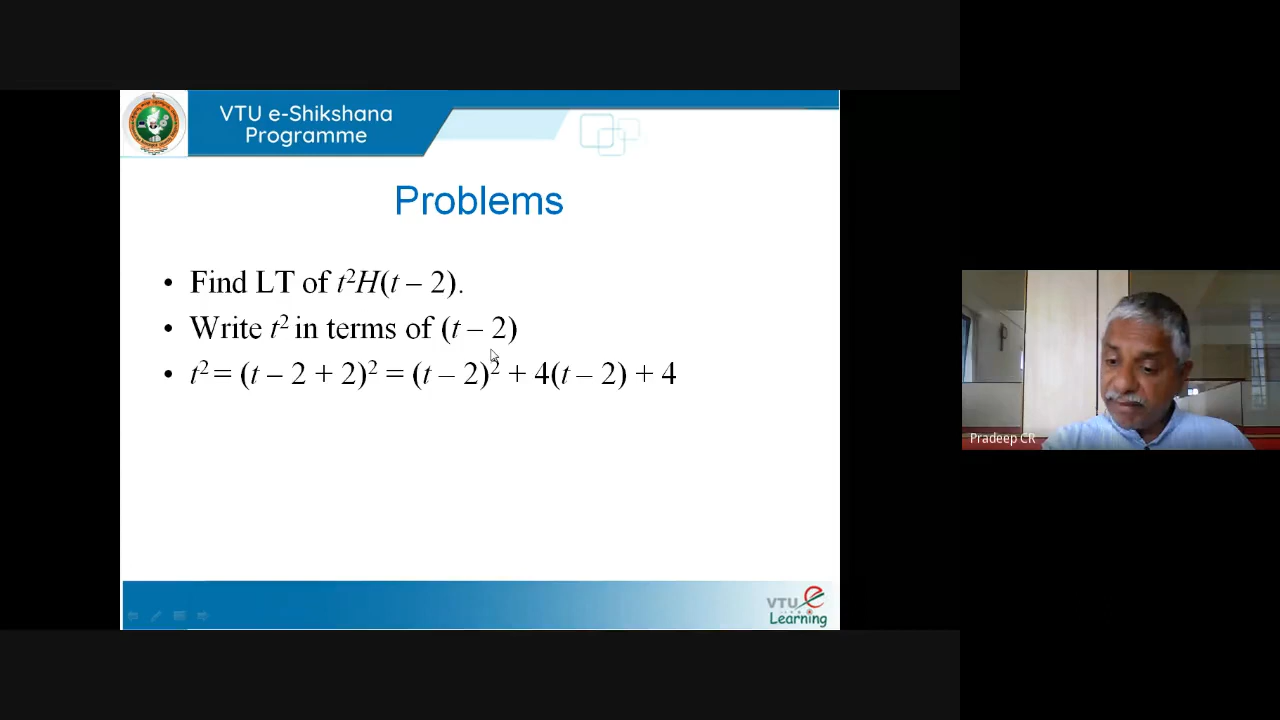 VTU e-Shikshana
Programme
Problems
• Find LT of t²H(t – 2).
• Write t² in terms of (t – 2)
• t² = (t – 2 + 2)² = (t – 2)² + 4(t – 2) + 4
Pradeep CR
VTU e
Learning